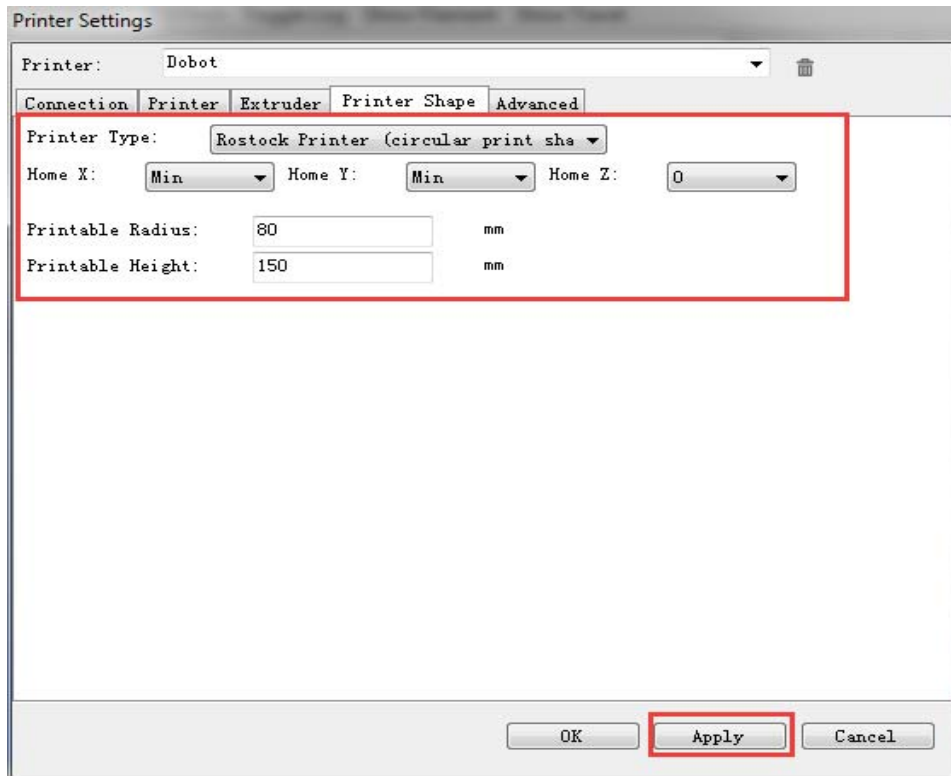 Printer Settings
Printer: Dobot
Connection Printer Extruder Printer Shape Advanced
Printer Type: Rostock Printer (circular print sha
Home X: Min Home Y: Min Home Z: 0
Printable Radius: 80 mm
Printable Height: 150 mm
OK Apply Cancel